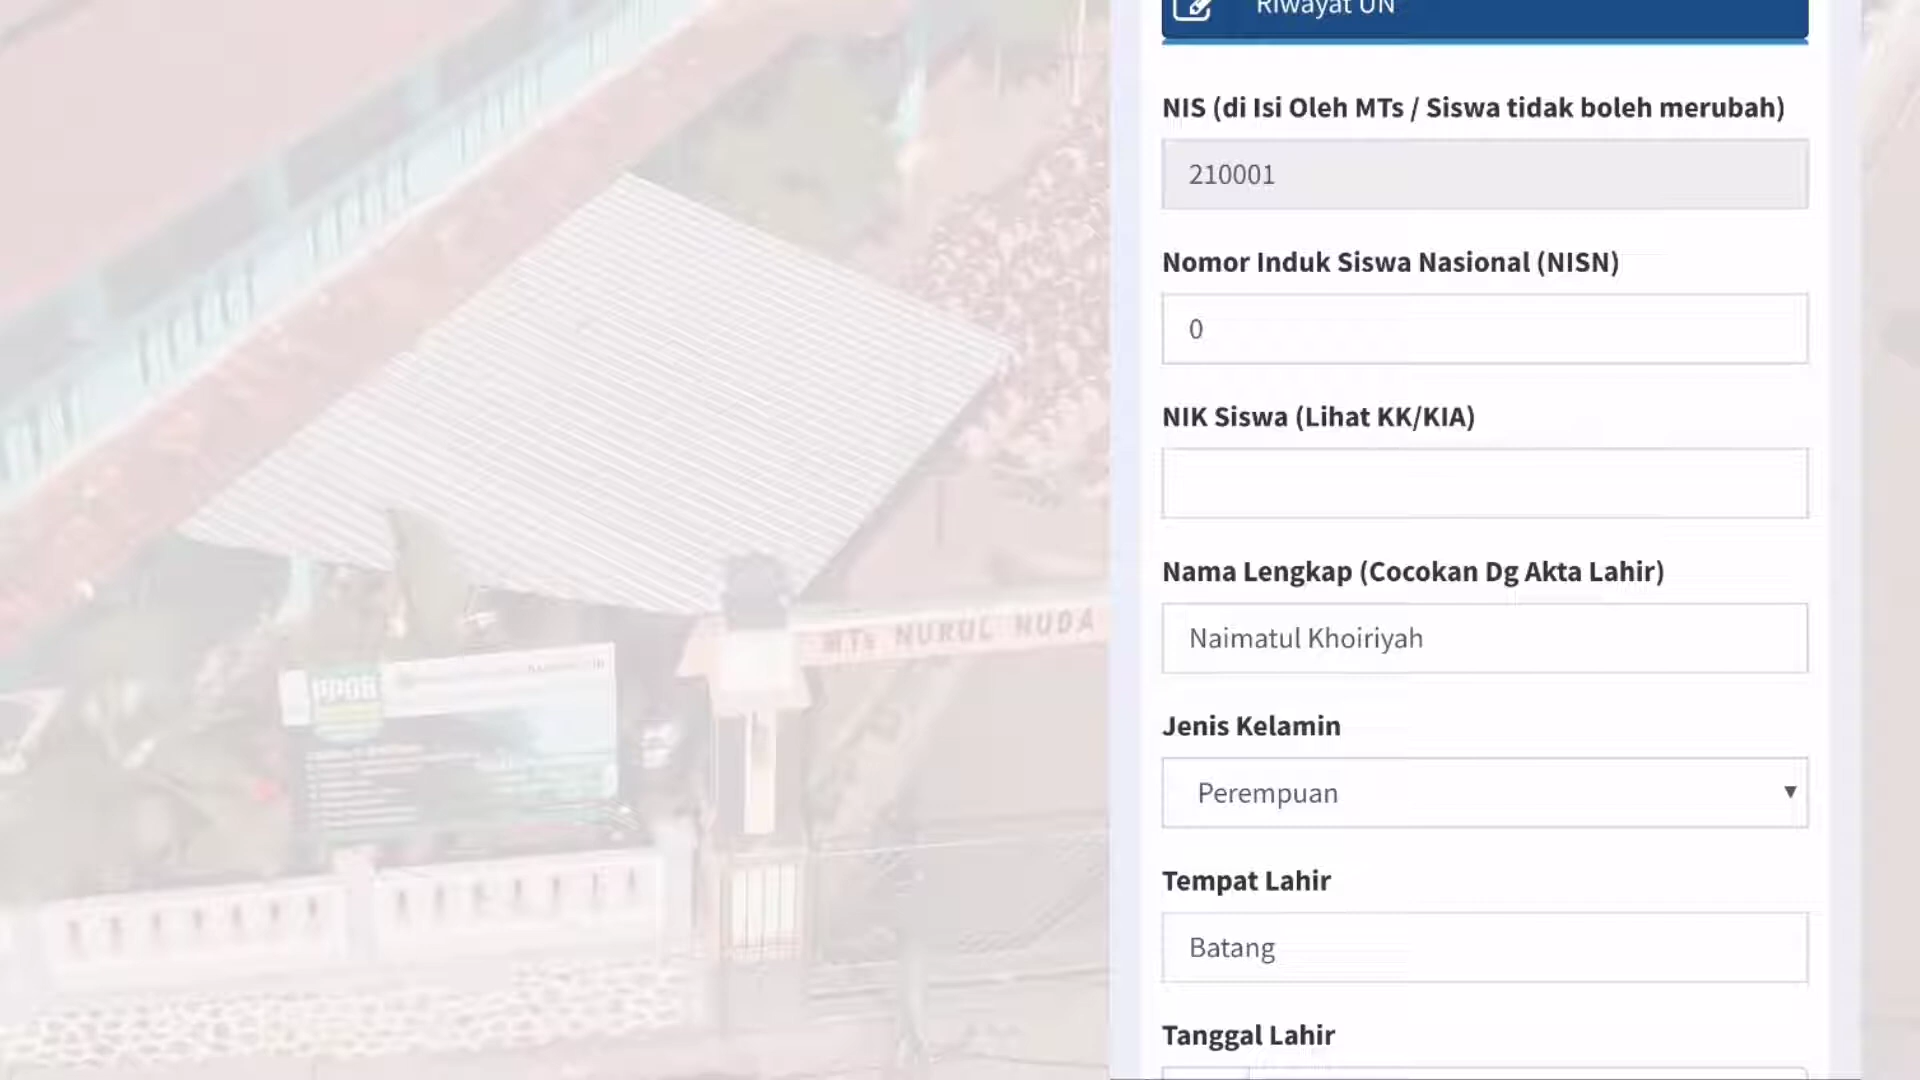 Riwayat UN
NIS (di Isi Oleh MTs / Siswa tidak boleh merubah)
210001
Nomor Induk Siswa Nasional (NISN)
0
NIK Siswa (Lihat KK/KIA)
Nama Lengkap (Cocokan Dg Akta Lahir)
Naimatul Khoiriyah
Jenis Kelamin
Perempuan
Tempat Lahir
Batang
Tanggal Lahir
MTs NURUL HUDA
PPDB